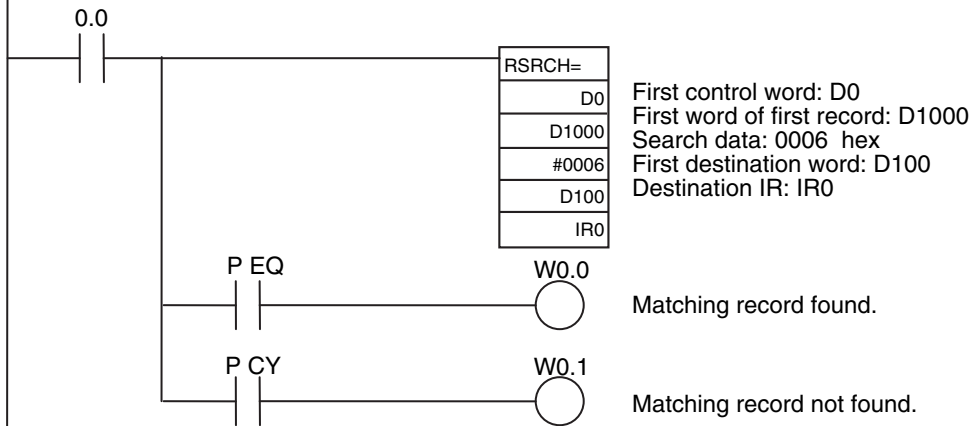 0.0
RSRCH=
D0
D1000
#0006
D100
IR0
First control word: D0
First word of first record: D1000
Search data: 0006 hex
First destination word: D100
Destination IR: IR0
P EQ
W0.0
Matching record found.
P CY
W0.1
Matching record not found.